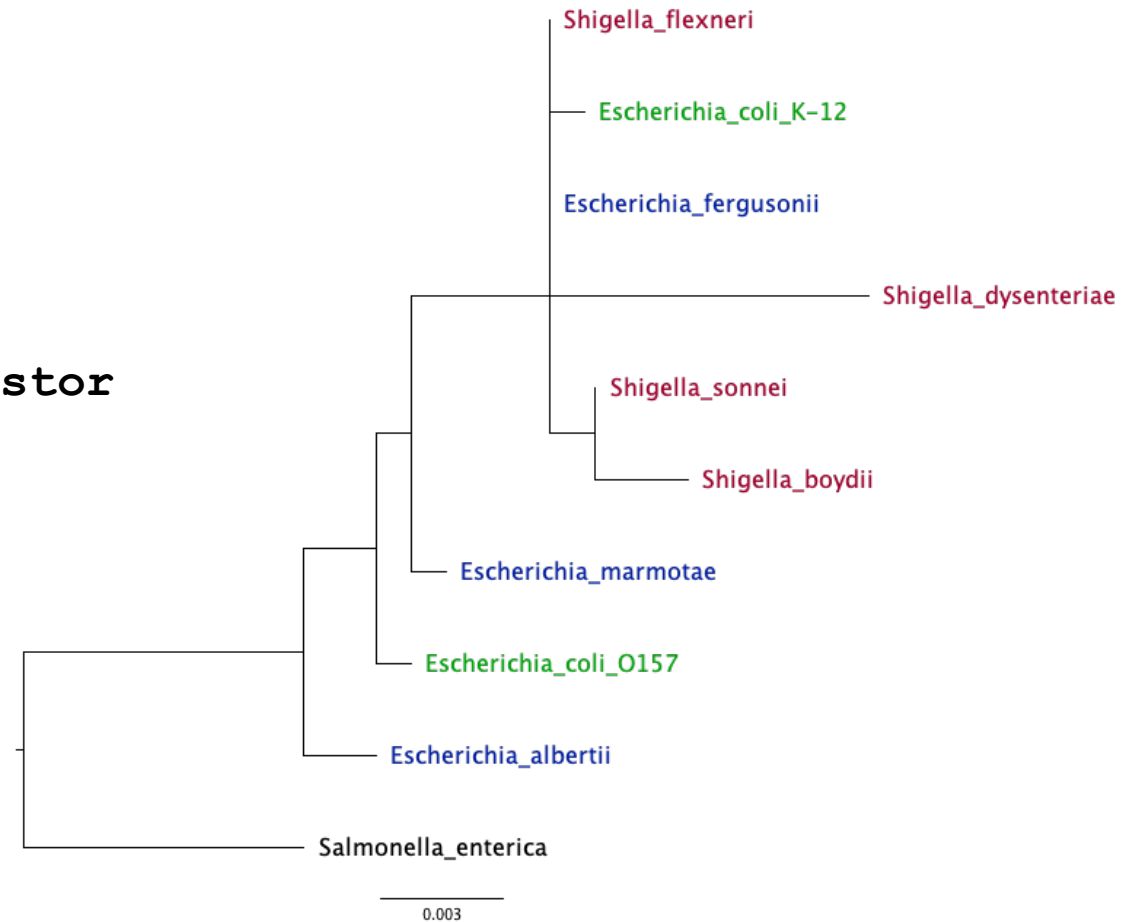 Shigella_flexneri
Escherichia_coli_K-12
Escherichia_fergusonii
Shigella_dysenteriae
stor
Shigella_sonnei
Shigella_boydii
Escherichia_marmotae
Escherichia_coli_O157
Escherichia_albertii
Salmonella_enterica
0.003